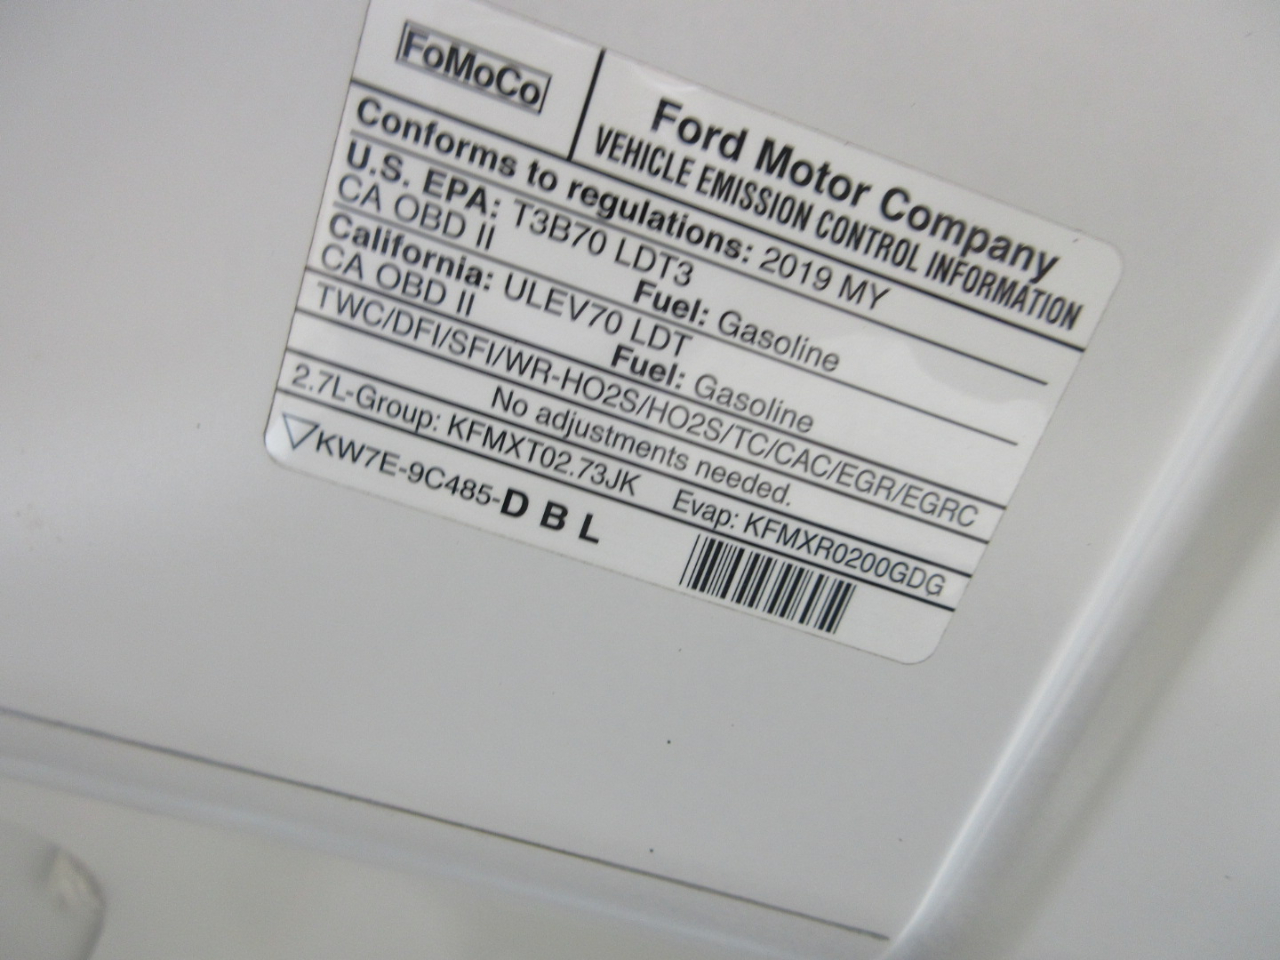 FoMoCo
Ford Motor Company
VEHICLE EMISSION CONTROL INFORMATION
Conforms to regulations: 2019 MY
U.S. EPA: T3B70 LDT3
CA OBD II Fuel: Gasoline
California: ULEV70 LDT
CA OBD II Fuel: Gasoline
TWC/DFI/SFI/WR-HO2S/HO2S/TC/CAC/EGR/EGRC
No adjustments needed.
2.7L-Group: KFMXT02.73JK Evap: KFMXR0200GDG
KW7E-9C485-D B L